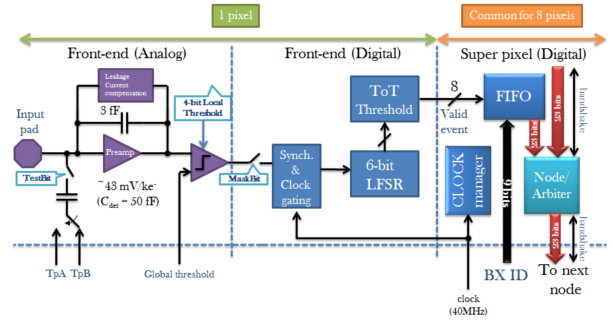 1 pixel
Common for 8 pixels
Front-end (Analog)
Front-end (Digital)
Super pixel (Digital)
Leakage
Current
compensation
3 fF
Input
pad
Preamp
TestBit
4-bit Local
Threshold
~43 mV/ke-
(Cdet = 50 fF)
MaskBit
Synch.
&
Clock
gating
6-bit
LFSR
ToT
Threshold
8
Valid
event
FIFO
CLOCK
manager
9 bits
23 bits
23 bits
handshake
Node/
Arbiter
23 bits
handshake
TpA TpB
Global threshold
clock
(40MHz)
BX ID
To next
node